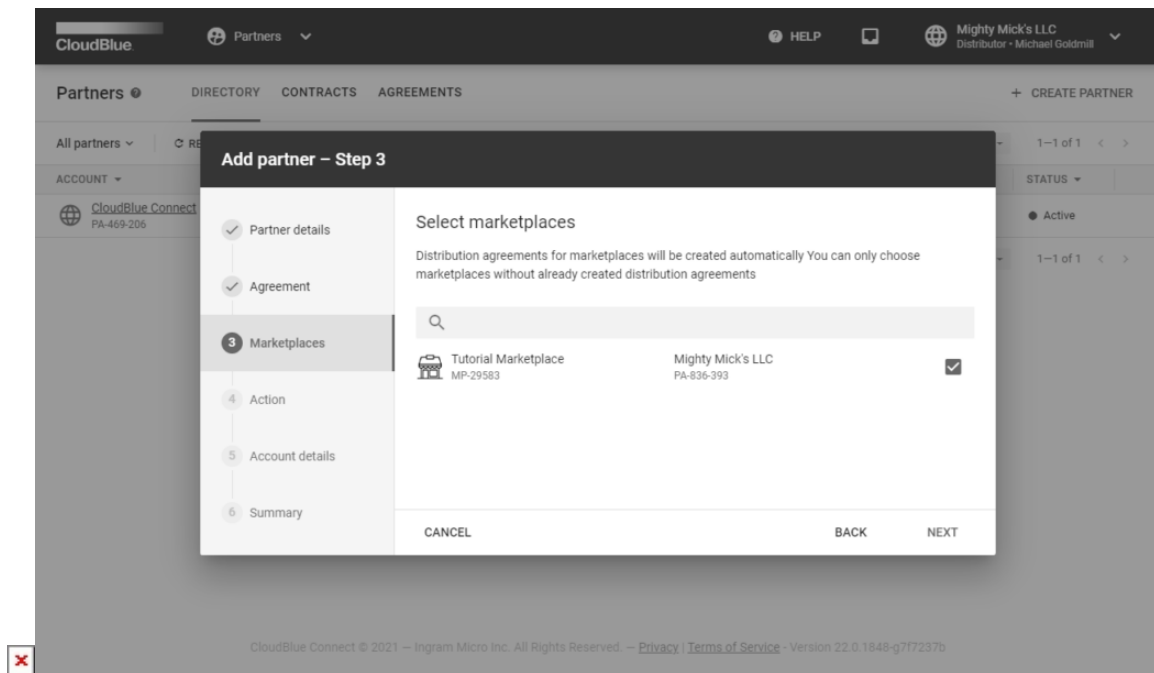 CloudBlue.
Partners
HELP
Mighty Mick's LLC
Distributor • Michael Goldmill
Partners
DIRECTORY CONTRACTS AGREEMENTS
+ CREATE PARTNER
All partners
1—1 of 1
ACCOUNT
STATUS
CloudBlue Connect
PA-469-206
Active
1—1 of 1
Add partner – Step 3
Partner details
Agreement
3 Marketplaces
4 Action
5 Account details
6 Summary
Select marketplaces
Distribution agreements for marketplaces will be created automatically You can only choose
marketplaces without already created distribution agreements
Tutorial Marketplace
MP-29583
Mighty Mick's LLC
PA-836-393
CANCEL
BACK
NEXT
CloudBlue Connect © 2021 — Ingram Micro Inc. All Rights Reserved. — Privacy | Terms of Service - Version 22.0.1848-g7f7237b